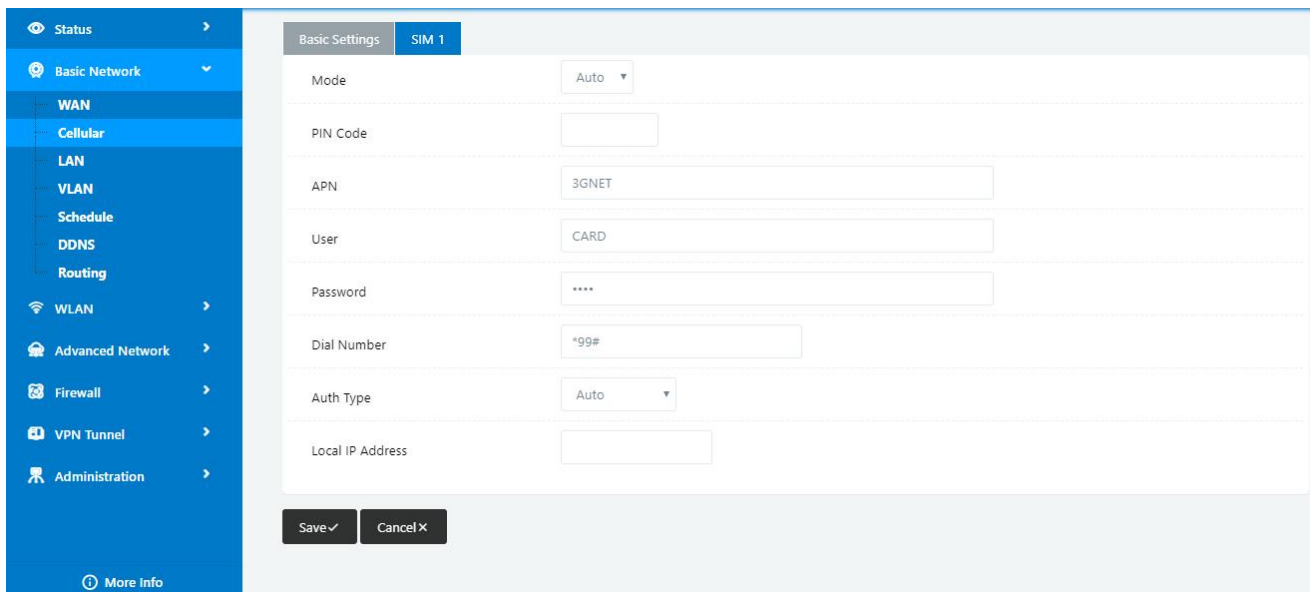 Status
Basic Network
WAN
Cellular
LAN
VLAN
Schedule
DDNS
Routing
WLAN
Advanced Network
Firewall
VPN Tunnel
Administration
More Info
Basic Settings SIM 1
Mode Auto
PIN Code
APN 3GNET
User CARD
Password ••••
Dial Number *99#
Auth Type Auto
Local IP Address
Save Cancel